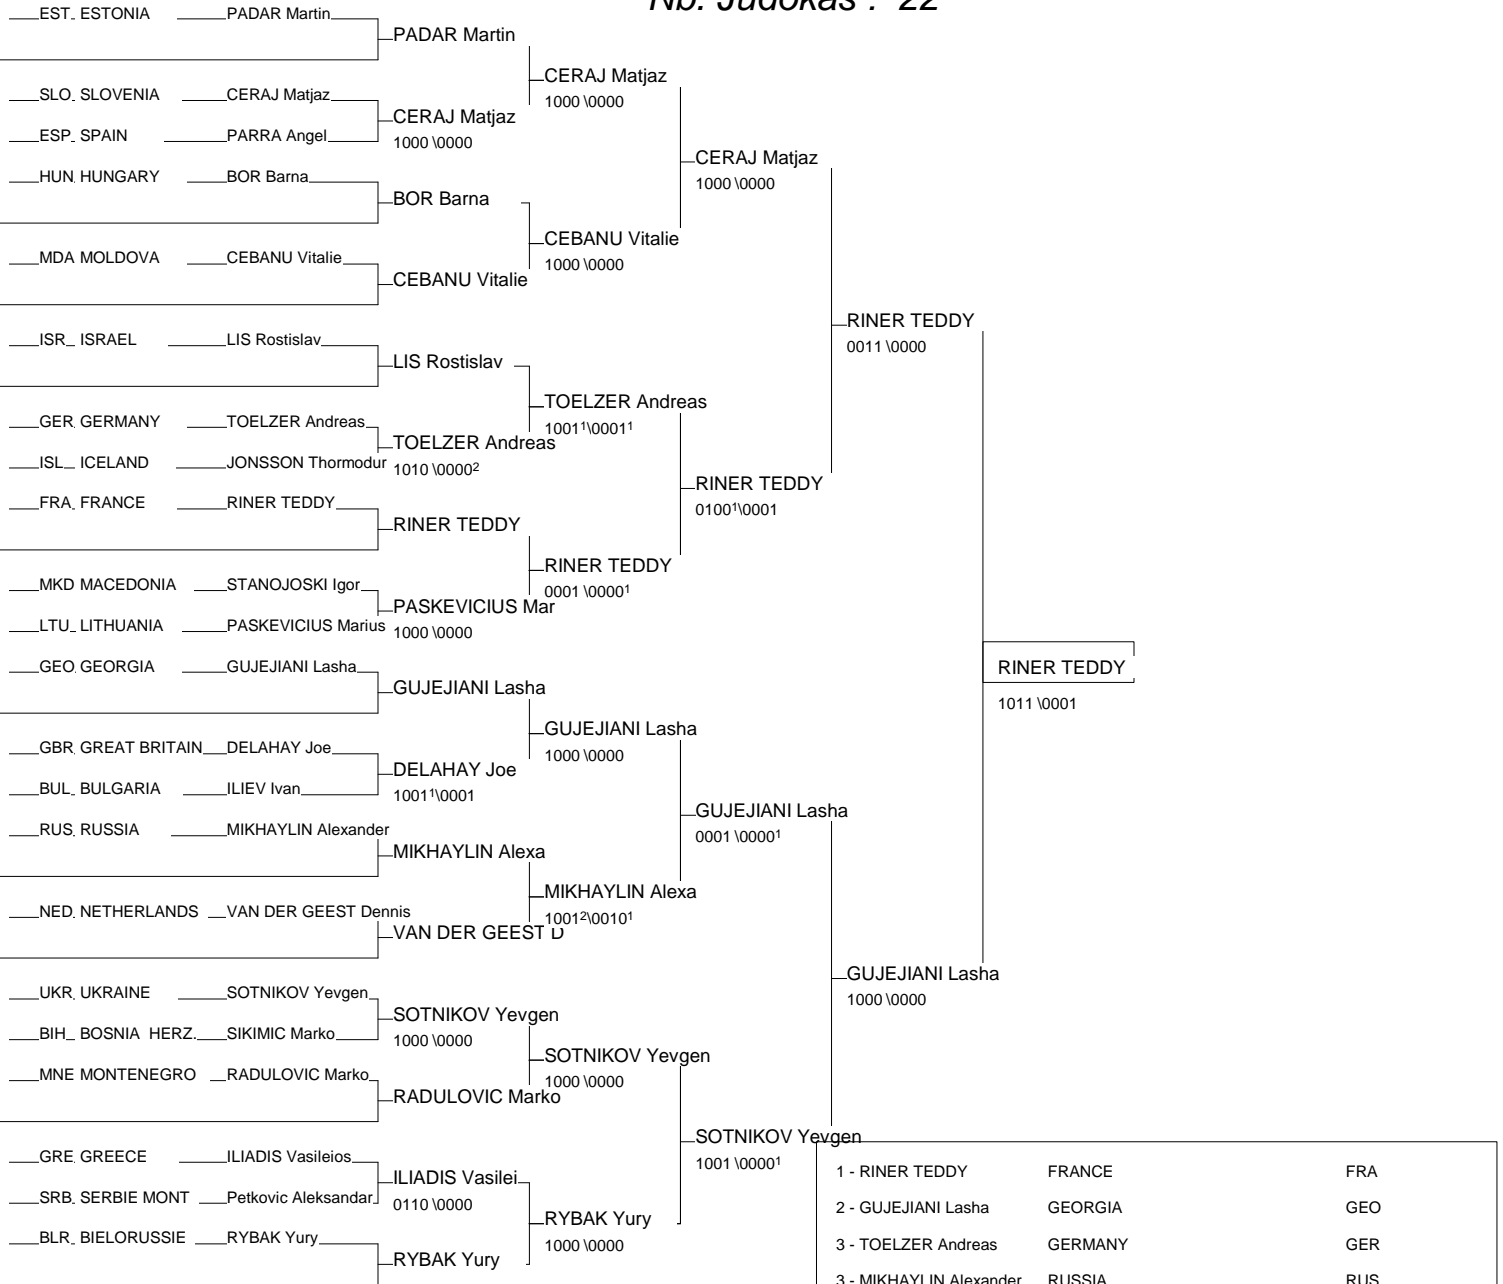 Nb. Judokas : 22
EST ESTONIA PADAR Martin
PADAR Martin
CERAJ Matjaz
1000 \0000
SLO SLOVENIA CERAJ Matjaz
CERAJ Matjaz
1000 \0000
ESP SPAIN PARRA Angel
CERAJ Matjaz
1000 \0000
HUN HUNGARY BOR Barna
BOR Barna
CEBANU Vitalie
1000 \0000
MDA MOLDOVA CEBANU Vitalie
CEBANU Vitalie
RINER TEDDY
0011 \0000
ISR ISRAEL LIS Rostislav
LIS Rostislav
TOELZER Andreas
1001¹\0001¹
GER GERMANY TOELZER Andreas
TOELZER Andreas
1010 \0000²
ISL ICELAND JONSSON Thormodur
RINER TEDDY
0100¹\0001
FRA FRANCE RINER TEDDY
RINER TEDDY
RINER TEDDY
0001 \0000¹
MKD MACEDONIA STANOJOSKI Igor
PASKEVICIUS Mar
1000 \0000
LTU LITHUANIA PASKEVICIUS Marius
RINER TEDDY
1011 \0001
GEO GEORGIA GUJEJIANI Lasha
GUJEJIANI Lasha
GUJEJIANI Lasha
1000 \0000
GBR GREAT BRITAIN DELAHAY Joe
DELAHAY Joe
1001¹\0001
BUL BULGARIA ILIEV Ivan
GUJEJIANI Lasha
0001 \0000¹
RUS RUSSIA MIKHAYLIN Alexander
MIKHAYLIN Alexa
MIKHAYLIN Alexa
1001²\0010¹
NED NETHERLANDS VAN DER GEEST Dennis
VAN DER GEEST D
GUJEJIANI Lasha
1000 \0000
UKR UKRAINE SOTNIKOV Yevgen
SOTNIKOV Yevgen
1000 \0000
BIH BOSNIA HERZ. SIKIMIC Marko
SOTNIKOV Yevgen
1000 \0000
MNE MONTENEGRO RADULOVIC Marko
RADULOVIC Marko
SOTNIKOV Yevgen
1001 \0000¹
GRE GREECE ILIADIS Vasileios
ILIADIS Vasilei
0110 \0000
SRB SERBIE MONT Petkovic Aleksandar
RYBAK Yury
1000 \0000
BLR BIELORUSSIE RYBAK Yury
RYBAK Yury
1 - RINER TEDDY FRANCE FRA
2 - GUJEJIANI Lasha GEORGIA GEO
3 - TOELZER Andreas GERMANY GER
3 - MIKHAYLIN Alexander RUSSIA RUS